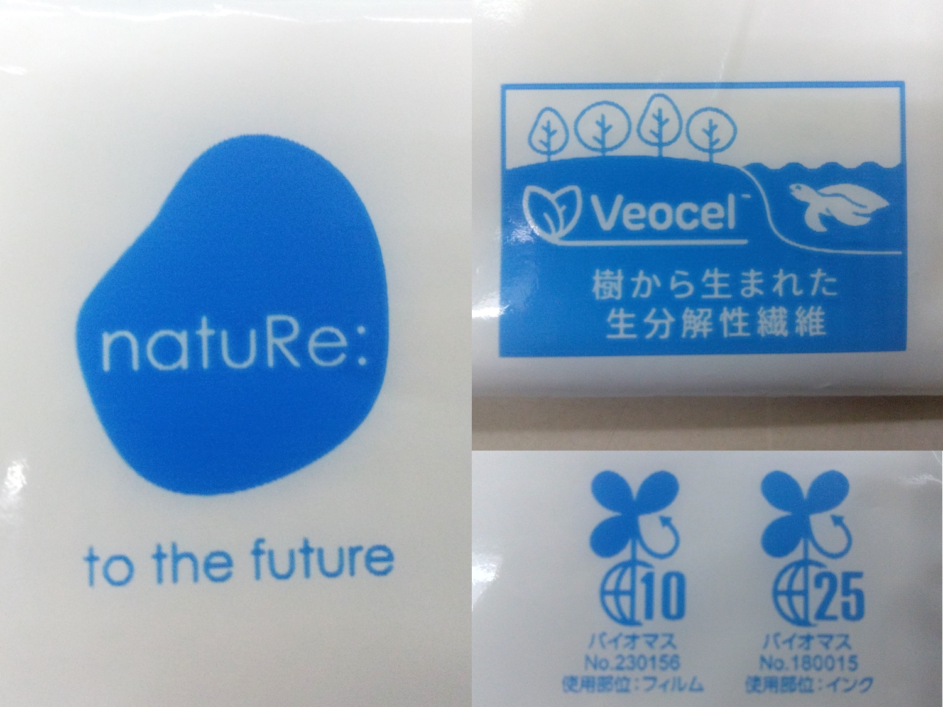 natuRe:
to the future
Veocel™
樹から生まれた
生分解性繊維
10
バイオマス
No.230156
使用部位:フィルム
25
バイオマス
No.180015
使用部位:インク